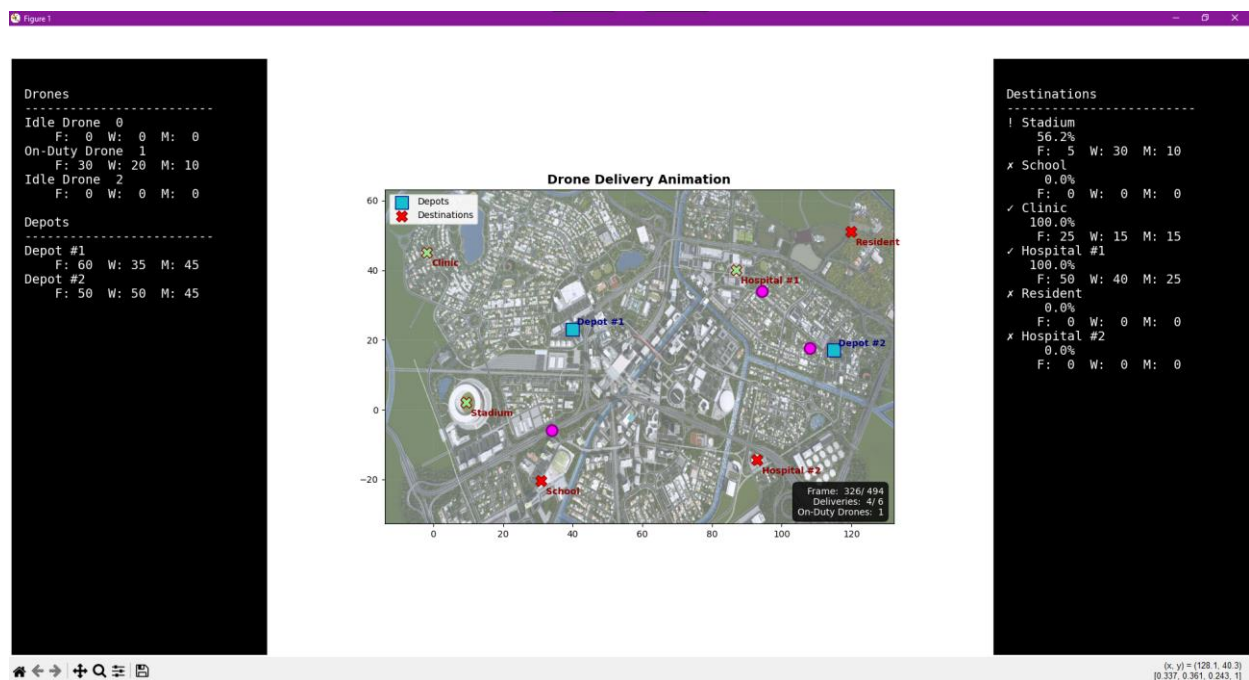 Figure 1
Drones
-------------------------
Idle Drone  0
F:  0  W:  0  M:  0
On-Duty Drone  1
F: 30  W: 20  M: 10
Idle Drone  2
F:  0  W:  0  M:  0
Depots
-------------------------
Depot #1
F: 60  W: 35  M: 45
Depot #2
F: 50  W: 50  M: 45
Drone Delivery Animation
Depots
Destinations
60
40
20
0
−20
0
20
40
60
80
100
120
Clinic
Resident
Hospital #1
Depot #1
Depot #2
Stadium
School
Hospital #2
Frame:  326/ 494
Deliveries:  4/ 6
On-Duty Drones:  1
Destinations
-------------------------
! Stadium
56.2%
F:  5  W: 30  M: 10
✗ School
0.0%
F:  0  W:  0  M:  0
✓ Clinic
100.0%
F: 25  W: 15  M: 15
✓ Hospital #1
100.0%
F: 50  W: 40  M: 25
✗ Resident
0.0%
F:  0  W:  0  M:  0
✗ Hospital #2
0.0%
F:  0  W:  0  M:  0
(x, y) = (128.1, 40.3)
[0.337, 0.361, 0.243, 1]